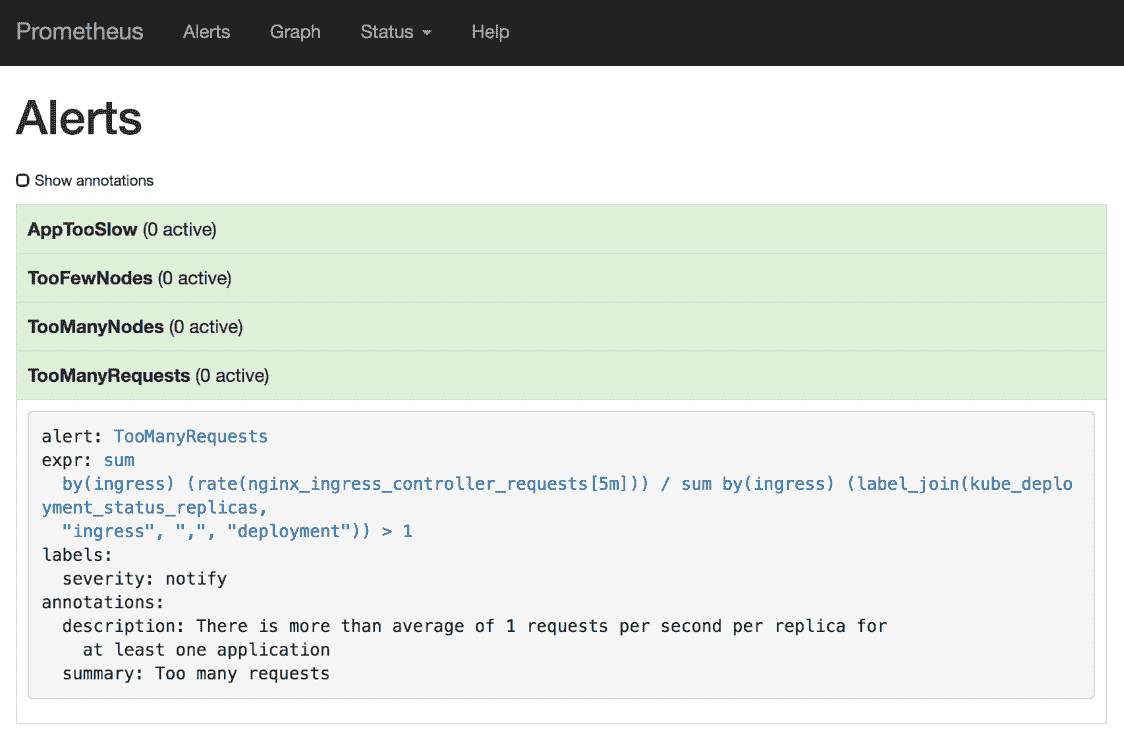 Prometheus Alerts Graph Status Help
Alerts
Show annotations
AppTooSlow (0 active)
TooFewNodes (0 active)
TooManyNodes (0 active)
TooManyRequests (0 active)
alert: TooManyRequests
expr: sum
by(ingress) (rate(nginx_ingress_controller_requests[5m])) / sum by(ingress) (label_join(kube_deplo
yment_status_replicas,
"ingress", ",", "deployment")) > 1
labels:
severity: notify
annotations:
description: There is more than average of 1 requests per second per replica for
at least one application
summary: Too many requests